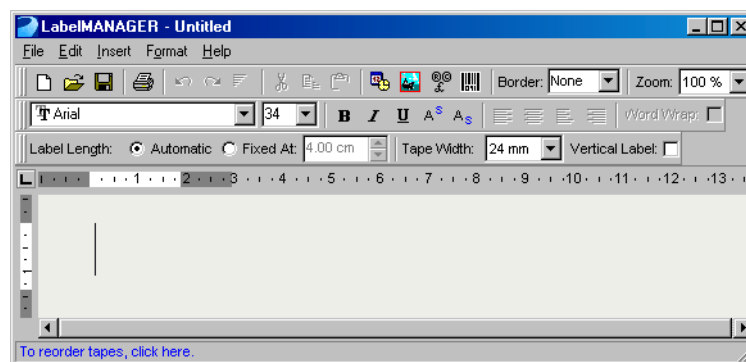 LabelMANAGER - Untitled
File Edit Insert Format Help
Border: None Zoom: 100 %
Arial 34 B I U A S A S Word Wrap:
Label Length: Automatic Fixed At: 4.00 cm Tape Width: 24 mm Vertical Label:
L 1 2 3 4 5 6 7 8 9 10 11 12 13
To reorder tapes, click here.